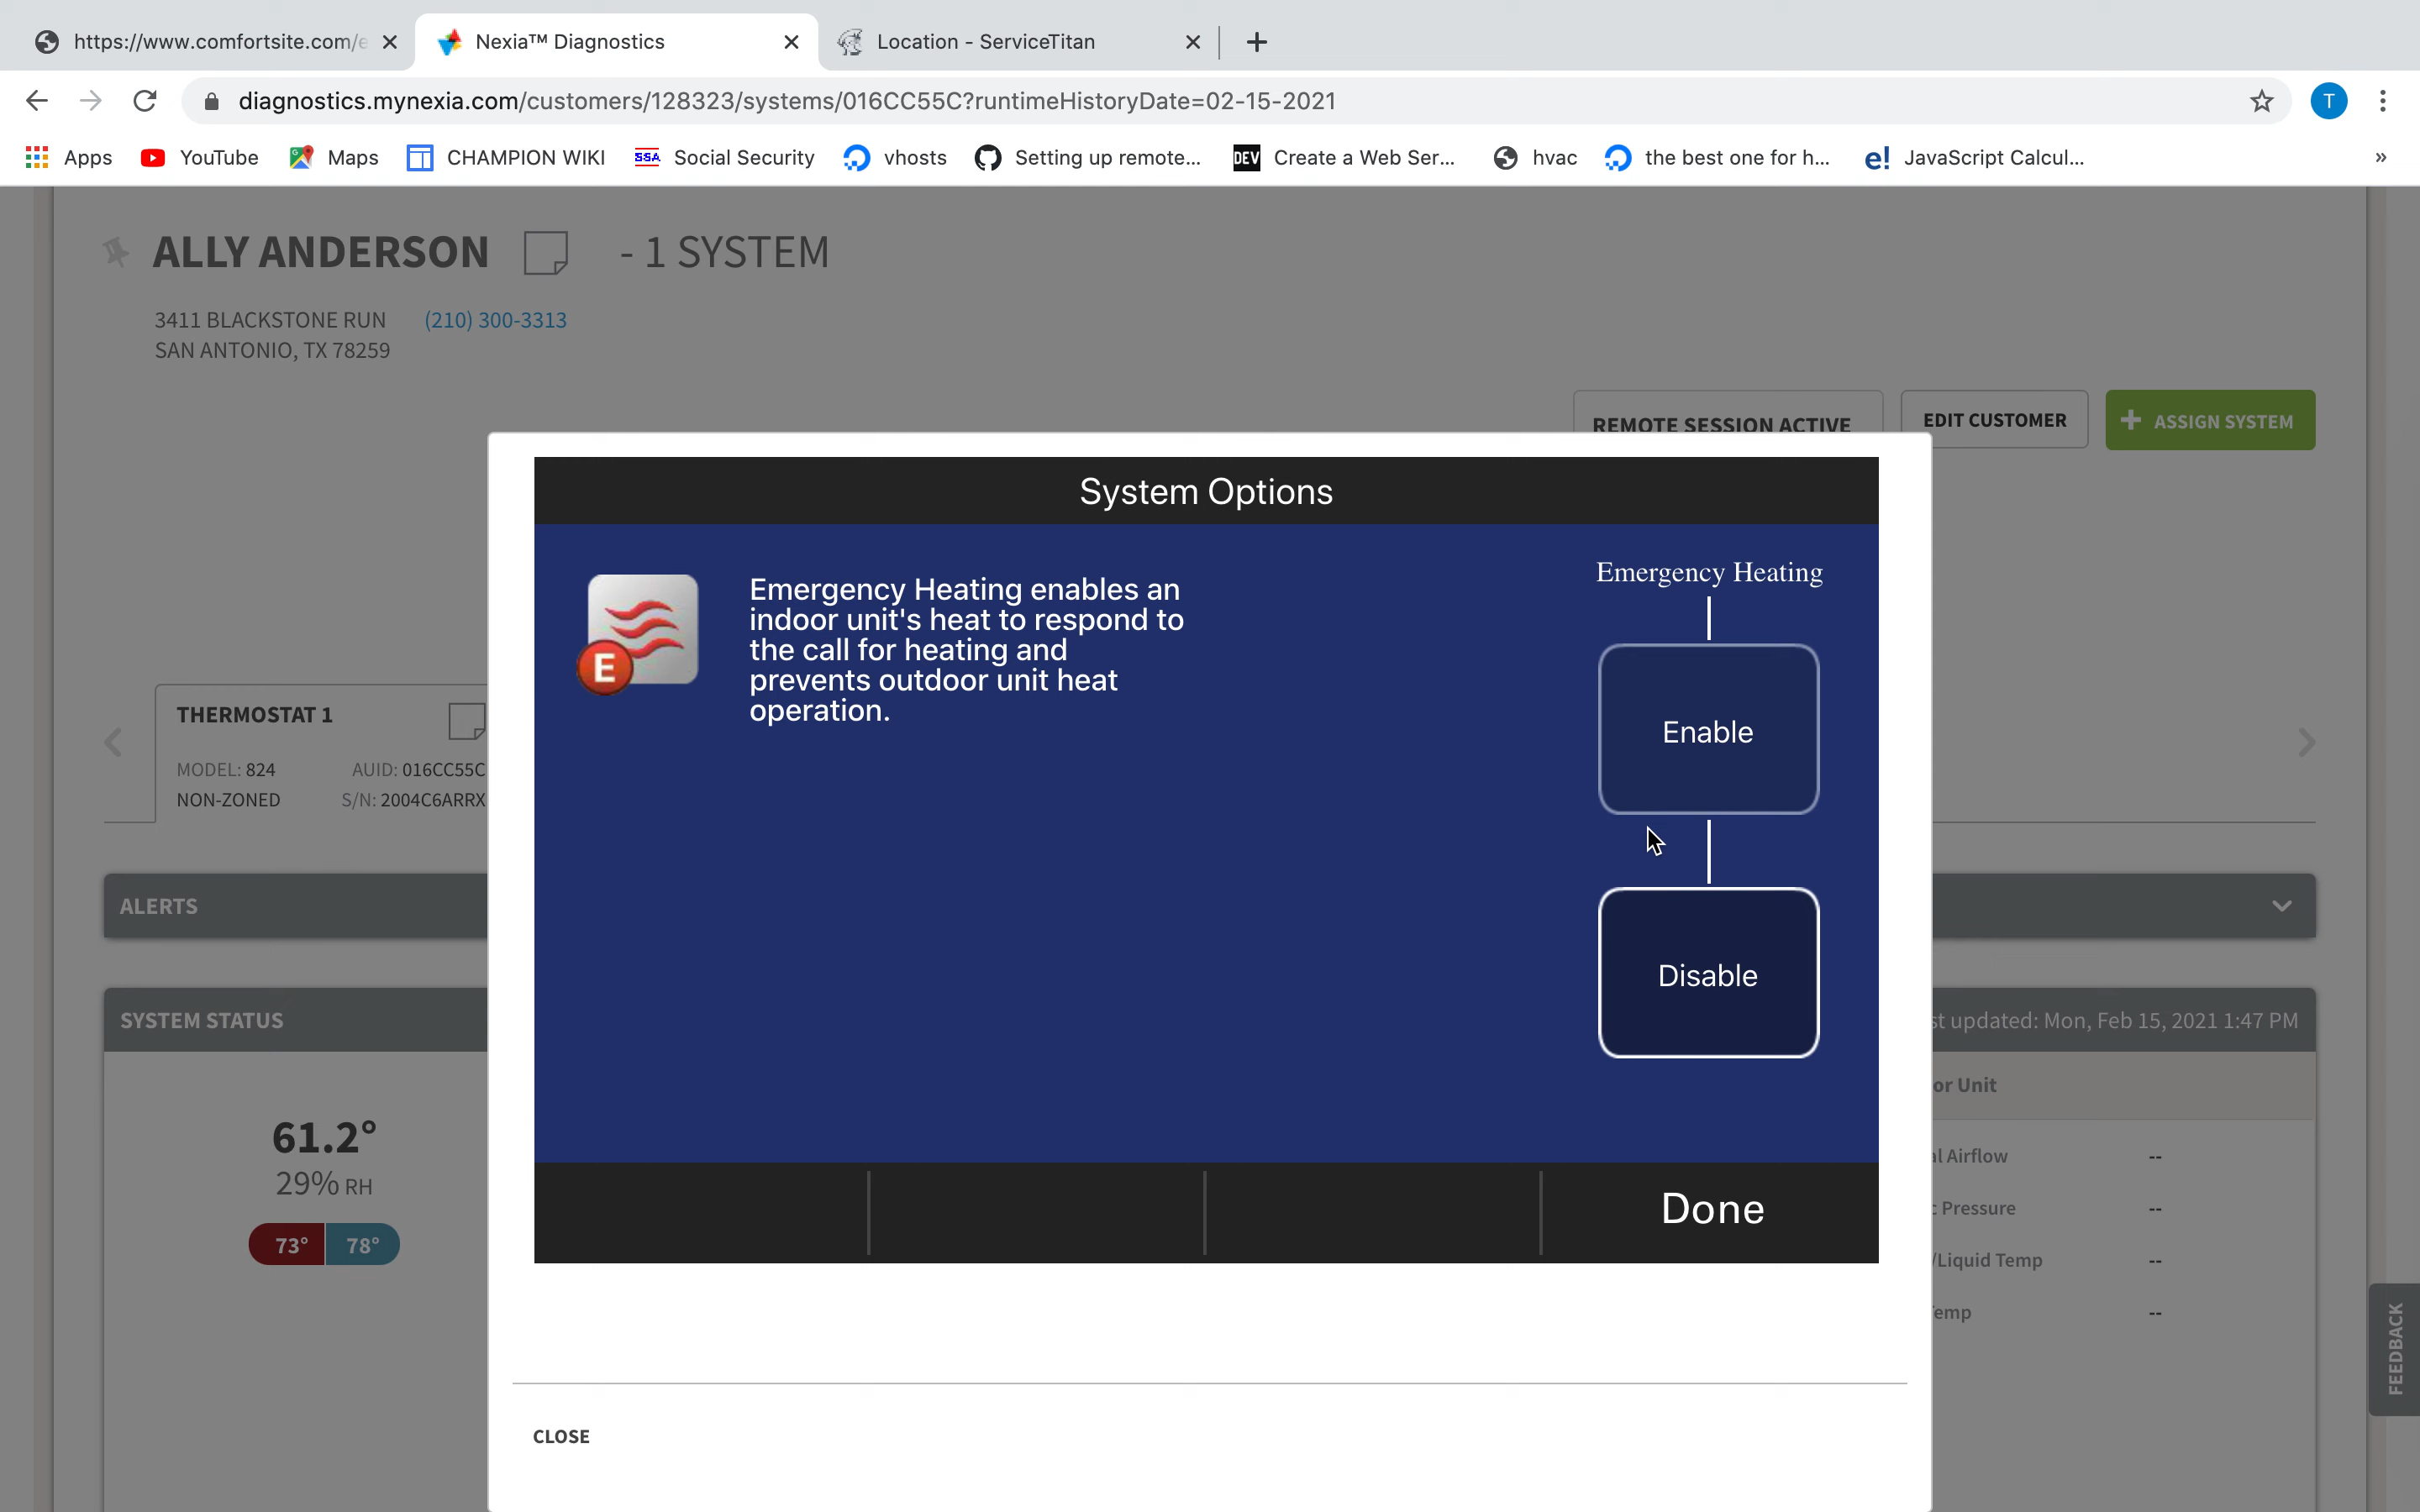 https://www.comfortsite.com/e
Nexia™ Diagnostics
Location - ServiceTitan
diagnostics.mynexia.com/customers/128323/systems/016CC55C?runtimeHistoryDate=02-15-2021
T
Apps
YouTube
Maps
CHAMPION WIKI
SSA
Social Security
vhosts
Setting up remote...
DEV
Create a Web Ser...
hvac
the best one for h...
e!
JavaScript Calcul...
»
ALLY ANDERSON
- 1 SYSTEM
3411 BLACKSTONE RUN
(210) 300-3313
SAN ANTONIO, TX 78259
REMOTE SESSION ACTIVE
EDIT CUSTOMER
+ ASSIGN SYSTEM
System Options
Emergency Heating enables an
indoor unit's heat to respond to
the call for heating and
prevents outdoor unit heat
operation.
E
Emergency Heating
Enable
Disable
Done
CLOSE
THERMOSTAT 1
MODEL: 824
AUID: 016CC55C
NON-ZONED
S/N: 2004C6ARRX
ALERTS
SYSTEM STATUS
st updated: Mon, Feb 15, 2021 1:47 PM
61.2°
29% RH
73°
78°
or Unit
al Airflow --
c Pressure --
/Liquid Temp --
emp --
FEEDBACK